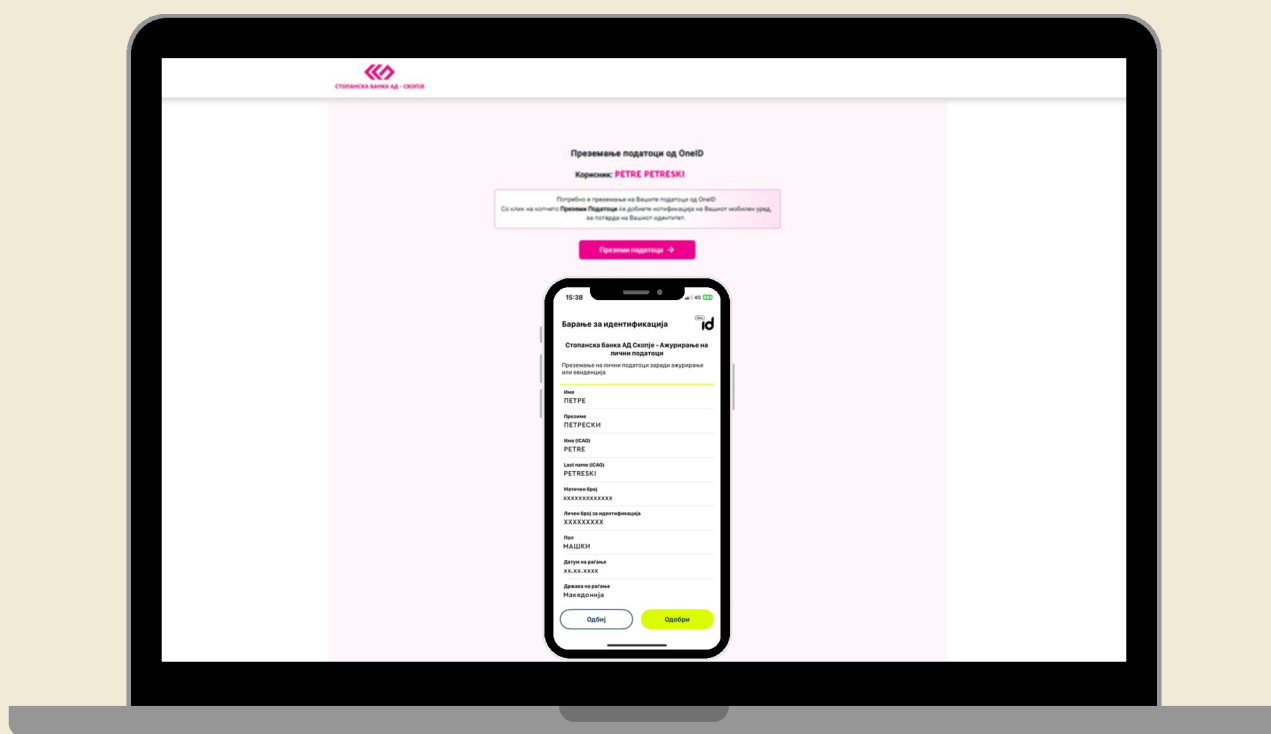 СТОПАНСКА БАНКА АД - СКОПЈЕ
Преземање податоци од OneID
Корисник: PETRE PETRESKI
Потребно е преземање на Вашите податоци од OneID
Со клик на копчето Преземи Податоци ќе добиете нотификација на Вашиот мобилен уред,
за потврда на Вашиот идентитет.
Преземи податоци →
15:38
4G
Барање за идентификација
One id
Стопанска банка АД Скопје - Ажурирање на
лични податоци
Преземање на лични податоци заради ажурирање
или евиденција
Име
ПЕТРЕ
Презиме
ПЕТРЕСКИ
Име (ICAO)
PETRE
Last name (ICAO)
PETRESKI
Матичен број
xxxxxxxxxxxxx
Личен број за идентификација
XXXXXXXXX
Пол
МАШКИ
Датум на раѓање
xx.xx.xxxx
Држава на раѓање
Македонија
Одбиј
Одобри